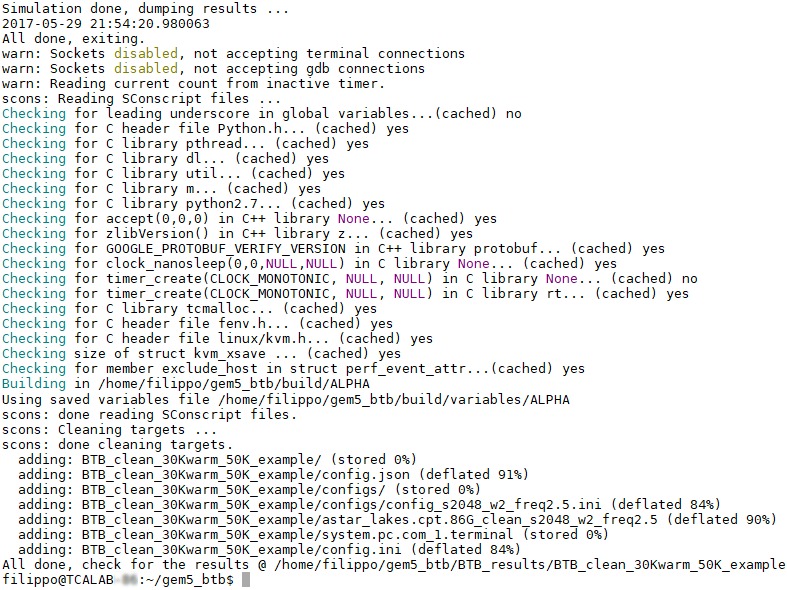 Simulation done, dumping results ...
2017-05-29 21:54:20.980063
All done, exiting.
warn: Sockets disabled, not accepting terminal connections
warn: Sockets disabled, not accepting gdb connections
warn: Reading current count from inactive timer.
scons: Reading SConscript files ...
Checking for leading underscore in global variables...(cached) no
Checking for C header file Python.h... (cached) yes
Checking for C library pthread... (cached) yes
Checking for C library dl... (cached) yes
Checking for C library util... (cached) yes
Checking for C library m... (cached) yes
Checking for C library python2.7... (cached) yes
Checking for accept(0,0,0) in C++ library None... (cached) yes
Checking for zlibVersion() in C++ library z... (cached) yes
Checking for GOOGLE_PROTOBUF_VERIFY_VERSION in C++ library protobuf... (cached) yes
Checking for clock_nanosleep(0,0,NULL,NULL) in C library None... (cached) yes
Checking for timer_create(CLOCK_MONOTONIC, NULL, NULL) in C library None... (cached) no
Checking for timer_create(CLOCK_MONOTONIC, NULL, NULL) in C library rt... (cached) yes
Checking for C library tcmalloc... (cached) yes
Checking for C header file fenv.h... (cached) yes
Checking for C header file linux/kvm.h... (cached) yes
Checking size of struct kvm_xsave ... (cached) yes
Checking for member exclude_host in struct perf_event_attr...(cached) yes
Building in /home/filippo/gem5_btb/build/ALPHA
Using saved variables file /home/filippo/gem5_btb/build/variables/ALPHA
scons: done reading SConscript files.
scons: Cleaning targets ...
scons: done cleaning targets.
  adding: BTB_clean_30Kwarm_50K_example/ (stored 0%)
  adding: BTB_clean_30Kwarm_50K_example/config.json (deflated 91%)
  adding: BTB_clean_30Kwarm_50K_example/configs/ (stored 0%)
  adding: BTB_clean_30Kwarm_50K_example/configs/config_s2048_w2_freq2.5.ini (deflated 84%)
  adding: BTB_clean_30Kwarm_50K_example/astar_lakes.cpt.86G_clean_s2048_w2_freq2.5 (deflated 90%)
  adding: BTB_clean_30Kwarm_50K_example/system.pc.com_1.terminal (stored 0%)
  adding: BTB_clean_30Kwarm_50K_example/config.ini (deflated 84%)
All done, check for the results @ /home/filippo/gem5_btb/BTB_results/BTB_clean_30Kwarm_50K_example
filippo@TCALAB :~/gem5_btb$